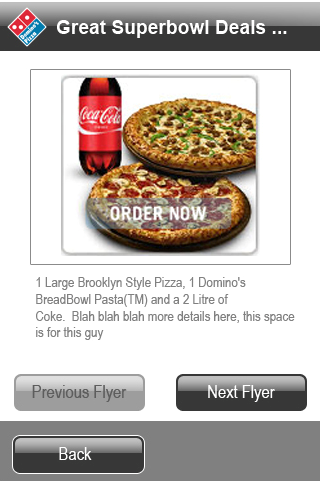 Domino's
Pizza
Great Superbowl Deals ...
Coca-Cola
ORDER NOW
1 Large Brooklyn Style Pizza, 1 Domino's
BreadBowl Pasta(TM) and a 2 Litre of
Coke.  Blah blah blah more details here, this space
is for this guy
Previous Flyer
Next Flyer
Back